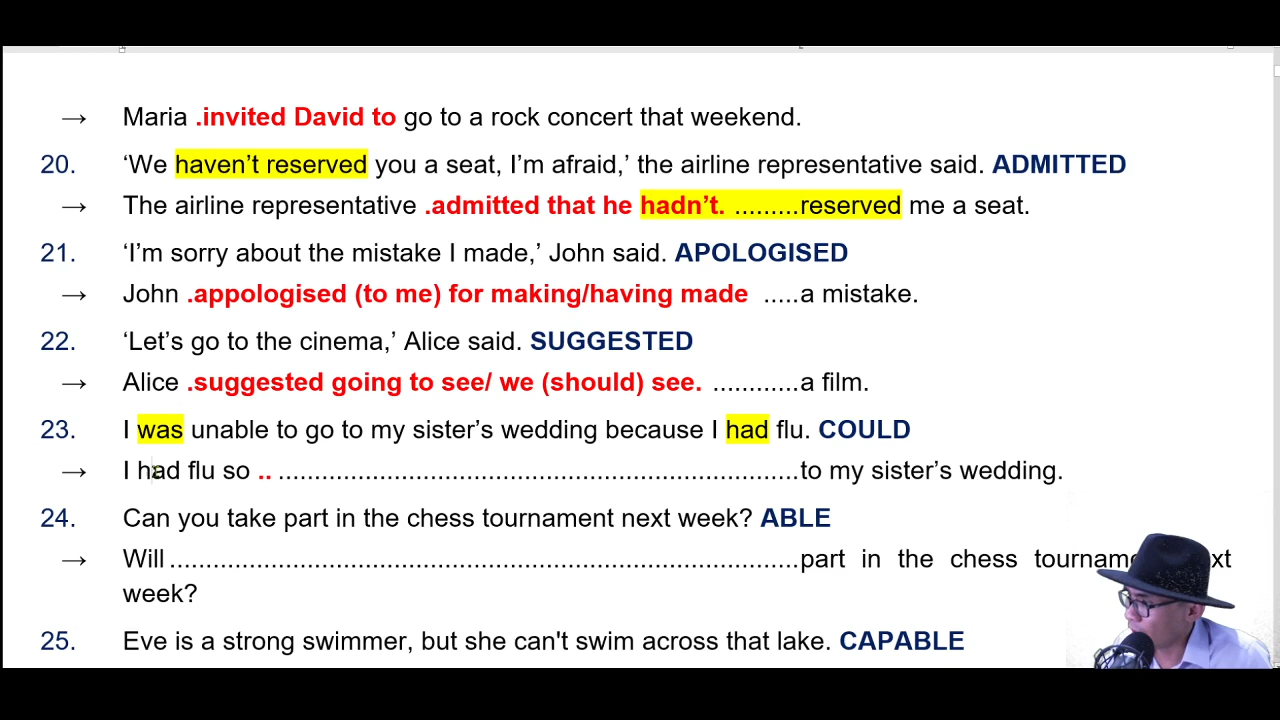 → Maria .invited David to go to a rock concert that weekend.
20. ‘We haven’t reserved you a seat, I’m afraid,’ the airline representative said. ADMITTED
→ The airline representative .admitted that he hadn’t. .........reserved me a seat.
21. ‘I’m sorry about the mistake I made,’ John said. APOLOGISED
→ John .appologised (to me) for making/having made .....a mistake.
22. ‘Let’s go to the cinema,’ Alice said. SUGGESTED
→ Alice .suggested going to see/ we (should) see. ............a film.
23. I was unable to go to my sister’s wedding because I had flu. COULD
→ I had flu so .. ........................................................................to my sister’s wedding.
24. Can you take part in the chess tournament next week? ABLE
→ Will.......................................................................................part in the chess
week?
25. Eve is a strong swimmer, but she can't swim across that lake. CAPABLE